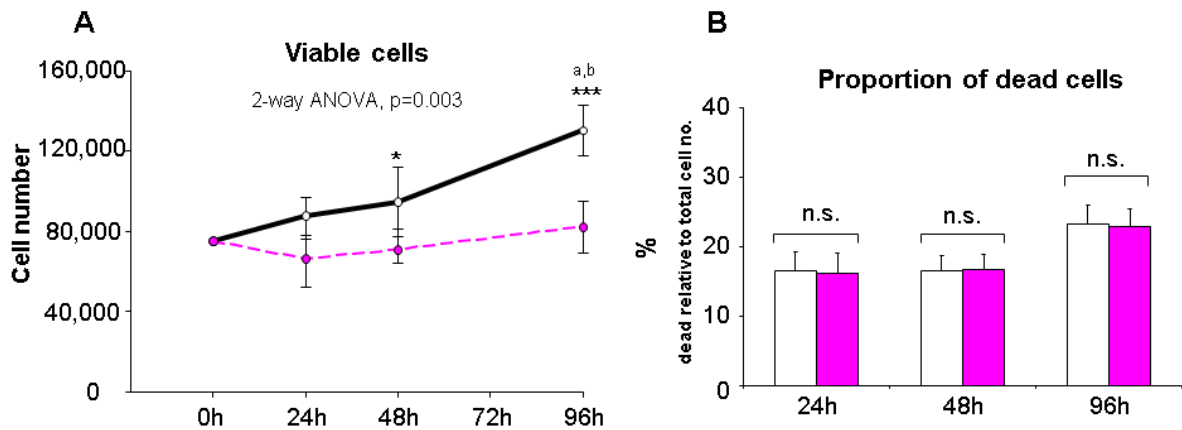 A
Viable cells
2-way ANOVA, p=0.003
a,b
***
*
Cell number
160,000
120,000
80,000
40,000
0
0h
24h
48h
72h
96h
B
Proportion of dead cells
%
dead relative to total cell no.
40
30
20
10
0
n.s.
n.s.
n.s.
24h
48h
96h